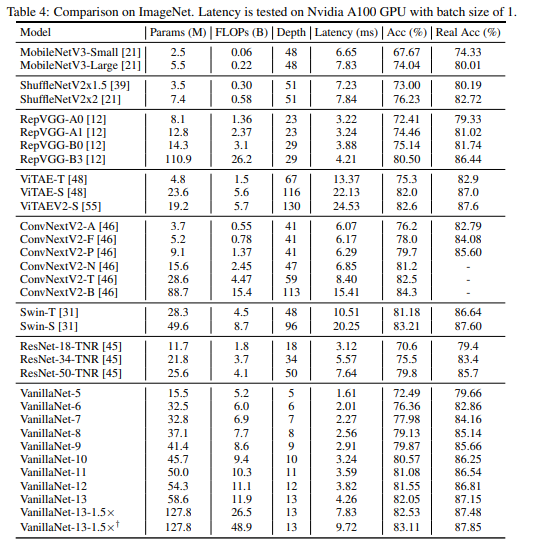 Table 4: Comparison on ImageNet. Latency is tested on Nvidia A100 GPU with batch size of 1.
Model Params (M) FLOPs (B) Depth Latency (ms) Acc (%) Real Acc (%)
MobileNetV3-Small [21] 2.5 0.06 48 6.65 67.67 74.33
MobileNetV3-Large [21] 5.5 0.22 48 7.83 74.04 80.01
ShuffleNetV2x1.5 [39] 3.5 0.30 51 7.23 73.00 80.19
ShuffleNetV2x2 [21] 7.4 0.58 51 7.84 76.23 82.72
RepVGG-A0 [12] 8.1 1.36 23 3.22 72.41 79.33
RepVGG-A1 [12] 12.8 2.37 23 3.24 74.46 81.02
RepVGG-B0 [12] 14.3 3.1 29 3.88 75.14 81.74
RepVGG-B3 [12] 110.9 26.2 29 4.21 80.50 86.44
ViTAE-T [48] 4.8 1.5 67 13.37 75.3 82.9
ViTAE-S [48] 23.6 5.6 116 22.13 82.0 87.0
ViTAEV2-S [55] 19.2 5.7 130 24.53 82.6 87.6
ConvNextV2-A [46] 3.7 0.55 41 6.07 76.2 82.79
ConvNextV2-F [46] 5.2 0.78 41 6.17 78.0 84.08
ConvNextV2-P [46] 9.1 1.37 41 6.29 79.7 85.60
ConvNextV2-N [46] 15.6 2.45 47 6.85 81.2 -
ConvNextV2-T [46] 28.6 4.47 59 8.40 82.5 -
ConvNextV2-B [46] 88.7 15.4 113 15.41 84.3 -
Swin-T [31] 28.3 4.5 48 10.51 81.18 86.64
Swin-S [31] 49.6 8.7 96 20.25 83.21 87.60
ResNet-18-TNR [45] 11.7 1.8 18 3.12 70.6 79.4
ResNet-34-TNR [45] 21.8 3.7 34 5.57 75.5 83.4
ResNet-50-TNR [45] 25.6 4.1 50 7.64 79.8 85.7
VanillaNet-5 15.5 5.2 5 1.61 72.49 79.66
VanillaNet-6 32.5 6.0 6 2.01 76.36 82.86
VanillaNet-7 32.8 6.9 7 2.27 77.98 84.16
VanillaNet-8 37.1 7.7 8 2.56 79.13 85.14
VanillaNet-9 41.4 8.6 9 2.91 79.87 85.66
VanillaNet-10 45.7 9.4 10 3.24 80.57 86.25
VanillaNet-11 50.0 10.3 11 3.59 81.08 86.54
VanillaNet-12 54.3 11.1 12 3.82 81.55 86.81
VanillaNet-13 58.6 11.9 13 4.26 82.05 87.15
VanillaNet-13-1.5× 127.8 26.5 13 7.83 82.53 87.48
VanillaNet-13-1.5׆ 127.8 48.9 13 9.72 83.11 87.85